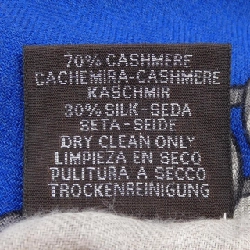 70% CASHMERE
CACHEMIRA-CASHMERE
KASCHMIR
30% SILK-SEDA
SETA-SEIDE
DRY CLEAN ONLY
LIMPIEZA EN SECO
PULITURA A SECCO
TROCKENREINIGUNG